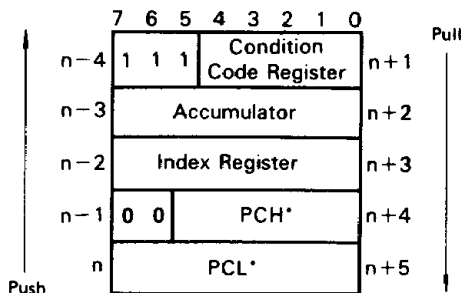 7 6 5 4 3 2 1 0
Pull
n-4 1 1 1 Condition Code Register n+1
n-3 Accumulator n+2
n-2 Index Register n+3
n-1 0 0 PCH* n+4
n PCL* n+5
Push